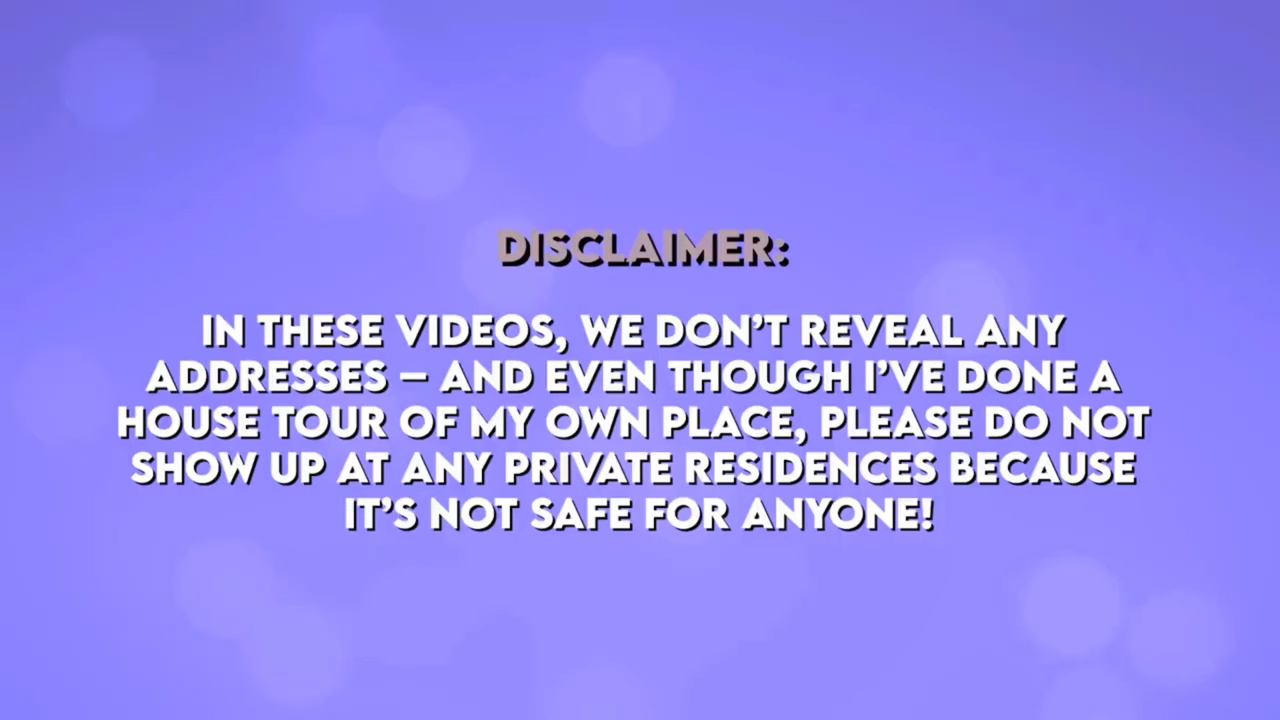 DISCLAIMER:
IN THESE VIDEOS, WE DON’T REVEAL ANY
ADDRESSES – AND EVEN THOUGH I’VE DONE A
HOUSE TOUR OF MY OWN PLACE, PLEASE DO NOT
SHOW UP AT ANY PRIVATE RESIDENCES BECAUSE
IT’S NOT SAFE FOR ANYONE!